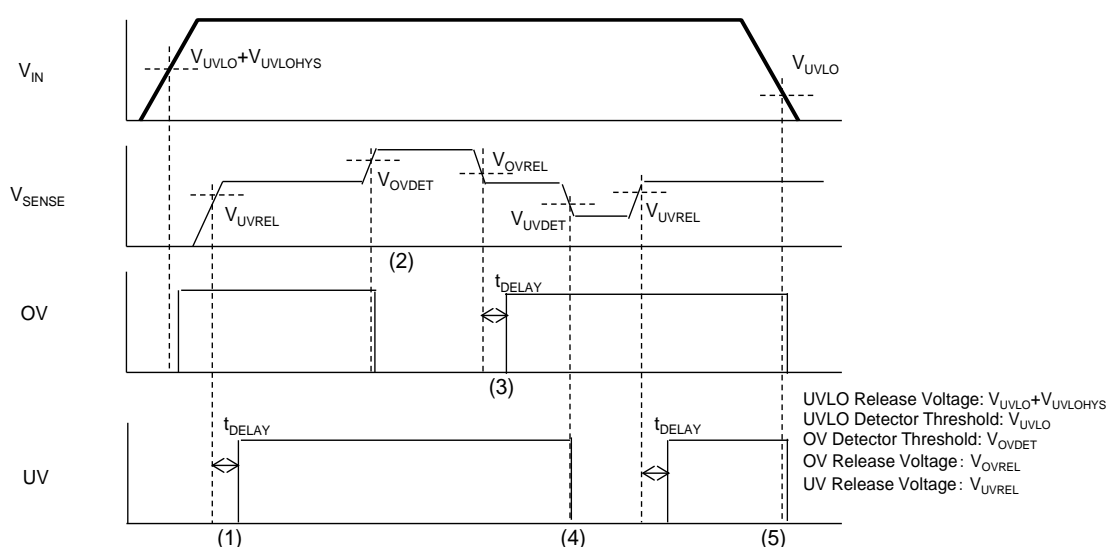 V_UVLO+V_UVLOHYS
V_UVLO
V_IN
V_OVREL
V_OVDET
V_SENSE
V_UVREL
V_UVDET
V_UVREL
(2)
t_DELAY
OV
(3)
UVLO Release Voltage: V_UVLO+V_UVLOHYS
UVLO Detector Threshold: V_UVLO
OV Detector Threshold: V_OVDET
OV Release Voltage: V_OVREL
UV Release Voltage: V_UVREL
t_DELAY
t_DELAY
UV
(1)
(4)
(5)